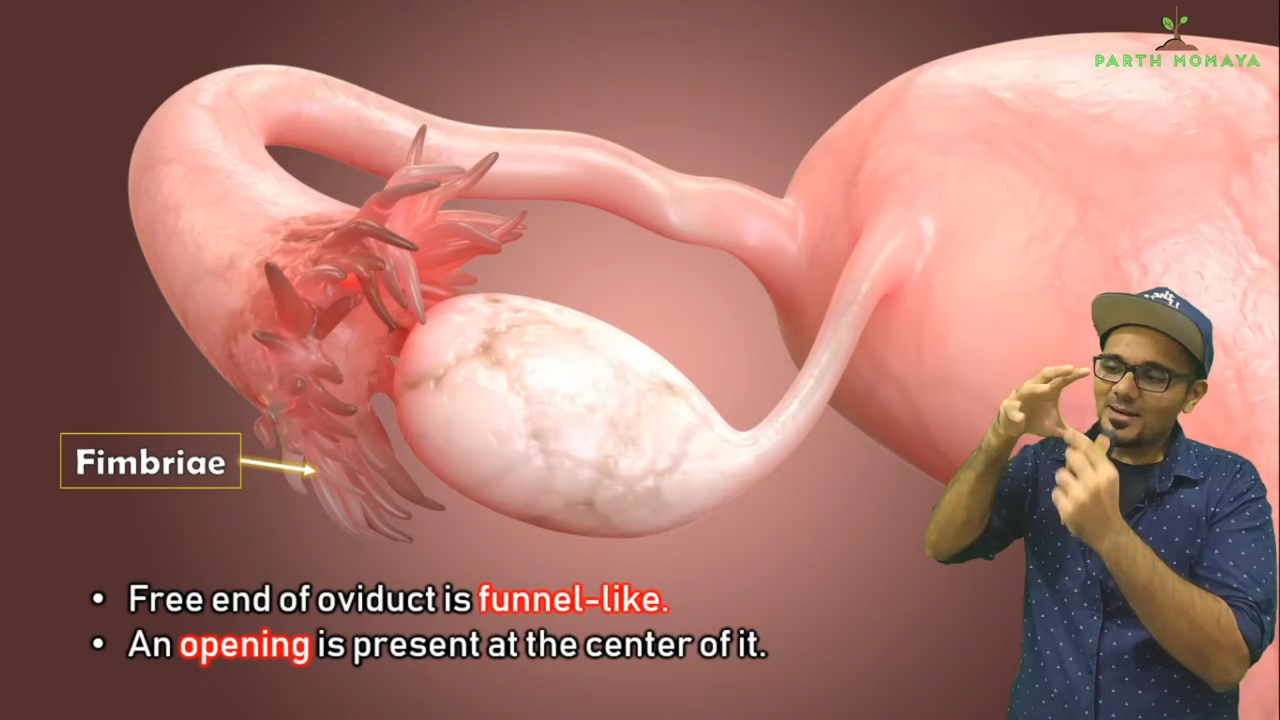 PARTH MOMAYA
Fimbriae
• Free end of oviduct is funnel-like.
• An opening is present at the center of it.